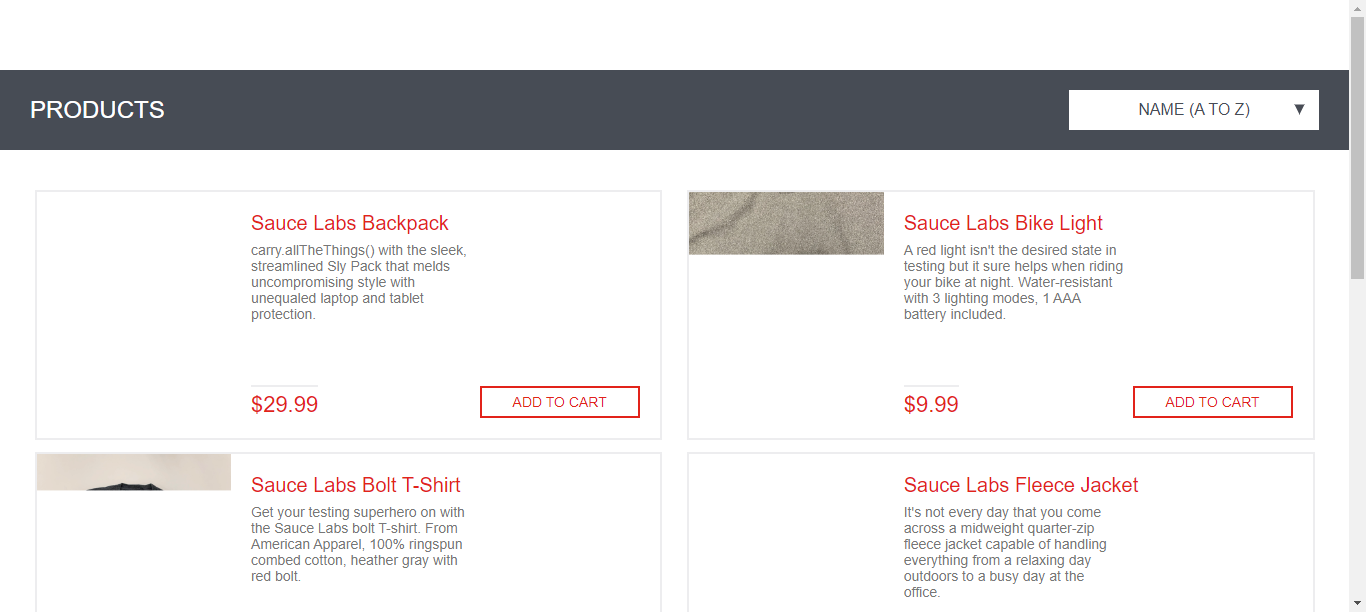 PRODUCTS
NAME (A TO Z)
Sauce Labs Backpack
carry.allTheThings() with the sleek,
streamlined Sly Pack that melds
uncompromising style with
unequaled laptop and tablet
protection.
$29.99
ADD TO CART
Sauce Labs Bike Light
A red light isn't the desired state in
testing but it sure helps when riding
your bike at night. Water-resistant
with 3 lighting modes, 1 AAA
battery included.
$9.99
ADD TO CART
Sauce Labs Bolt T-Shirt
Get your testing superhero on with
the Sauce Labs bolt T-shirt. From
American Apparel, 100% ringspun
combed cotton, heather gray with
red bolt.
Sauce Labs Fleece Jacket
It's not every day that you come
across a midweight quarter-zip
fleece jacket capable of handling
everything from a relaxing day
outdoors to a busy day at the
office.